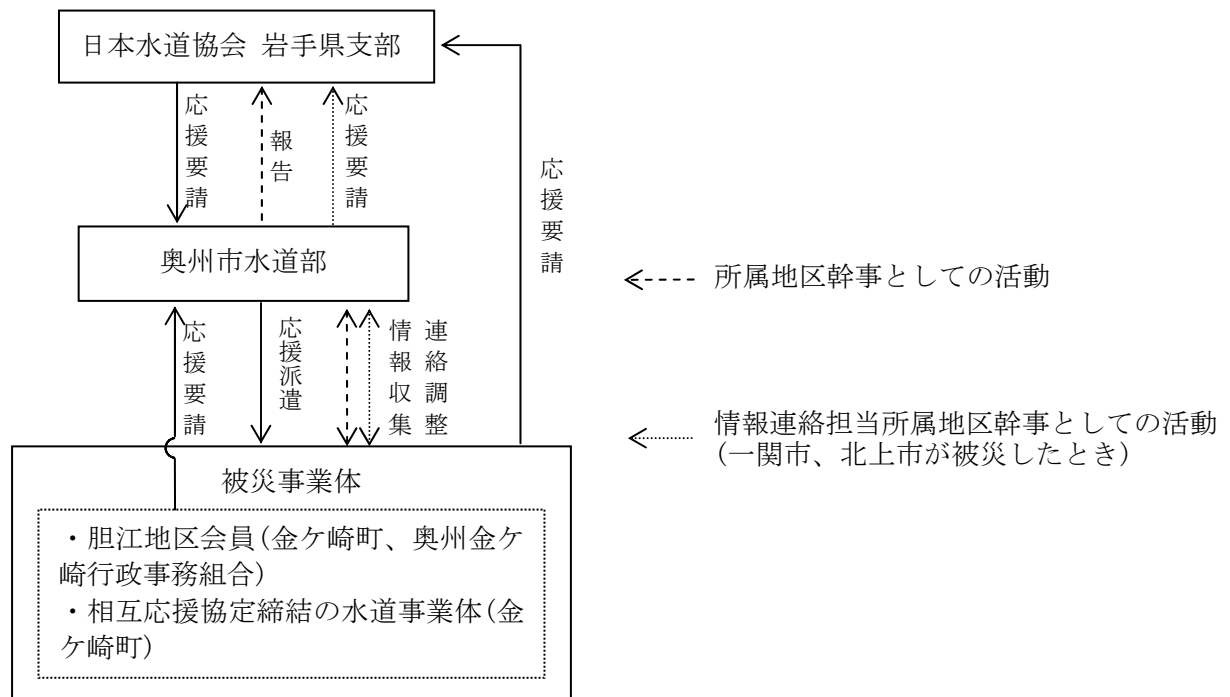 日本水道協会 岩手県支部
応援要請
報告
応援要請
応援要請
奥州市水道部
所属地区幹事としての活動
応援要請
応援派遣
情報収集
連絡調整
情報連絡担当所属地区幹事としての活動
(一関市、北上市が被災したとき)
被災事業体
・胆江地区会員(金ケ崎町、奥州金ケ
崎行政事務組合)
・相互応援協定締結の水道事業体(金
ケ崎町)